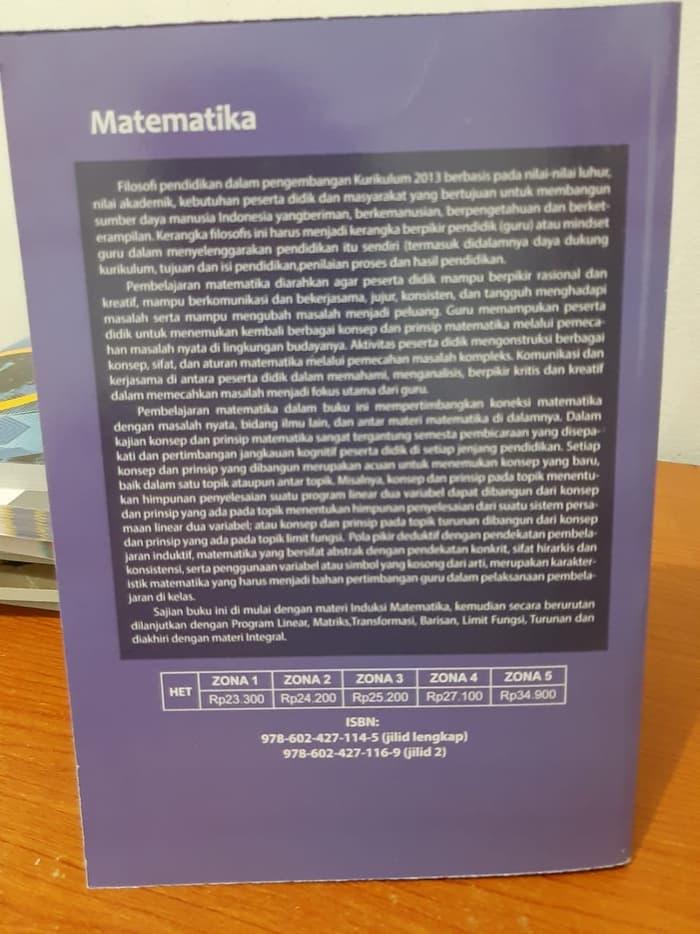 Matematika
Filosofi pendidikan dalam pengembangan Kurikulum 2013 berbasis pada nilai-nilai luhur,
nilai akademik, kebutuhan peserta didik dan masyarakat yang bertujuan untuk membangun
sumber daya manusia Indonesia yangberiman, berkemanusian, berpengetahuan dan berket-
erampilan. Kerangka filosofis ini harus menjadi kerangka berpikir pendidik (guru) atau mindset
guru dalam menyelenggarakan pendidikan itu sendiri (termasuk didalamnya daya dukung
kurikulum, tujuan dan isi pendidikan,penilaian proses dan hasil pendidikan.
Pembelajaran matematika diarahkan agar peserta didik mampu berpikir rasional dan
kreatif, mampu berkomunikasi dan bekerjasama, jujur, konsisten, dan tangguh menghadapi
masalah serta mampu mengubah masalah menjadi peluang. Guru memampukan peserta
didik untuk menemukan kembali berbagai konsep dan prinsip matematika melalui pemeca-
han masalah nyata di lingkungan budayanya. Aktivitas peserta didik mengonstruksi berbagai
konsep, sifat, dan aturan matematika melalui pemecahan masalah kompleks. Komunikasi dan
kerjasama di antara peserta didik dalam memahami, menganalisis, berpikir kritis dan kreatif
dalam memecahkan masalah menjadi fokus utama dari guru.
Pembelajaran matematika dalam buku ini mempertimbangkan koneksi matematika
dengan masalah nyata, bidang ilmu lain, dan antar materi matematika di dalamnya. Dalam
kajian konsep dan prinsip matematika sangat tergantung semesta pembicaraan yang disepa-
kati dan pertimbangan jangkauan kognitif peserta didik di setiap jenjang pendidikan. Setiap
konsep dan prinsip yang dibangun merupakan acuan untuk menemukan konsep yang baru,
baik dalam satu topik ataupun antar topik. Misalnya, konsep dan prinsip pada topik menentu-
kan himpunan penyelesaian suatu program linear dua variabel dapat dibangun dari konsep
dan prinsip yang ada pada topik menentukan himpunan penyelesaian dari suatu sistem persa-
maan linear dua variabel; atau konsep dan prinsip pada topik turunan dibangun dari konsep
dan prinsip yang ada pada topik limit fungsi. Pola pikir deduktif dengan pendekatan pembela-
jaran induktif, matematika yang bersifat abstrak dengan pendekatan konkrit, sifat hirarkis dan
konsistensi, serta penggunaan variabel atau simbol yang kosong dari arti, merupakan karakter-
istik matematika yang harus menjadi bahan pertimbangan guru dalam pelaksanaan pembela-
jaran di kelas.
Sajian buku ini di mulai dengan materi Induksi Matematika, kemudian secara berurutan
dilanjutkan dengan Program Linear, Matriks,Transformasi, Barisan, Limit Fungsi, Turunan dan
diakhiri dengan materi Integral.
HET ZONA 1 ZONA 2 ZONA 3 ZONA 4 ZONA 5
Rp23.300 Rp24.200 Rp25.200 Rp27.100 Rp34.900
ISBN:
978-602-427-114-5 (jilid lengkap)
978-602-427-116-9 (jilid 2)